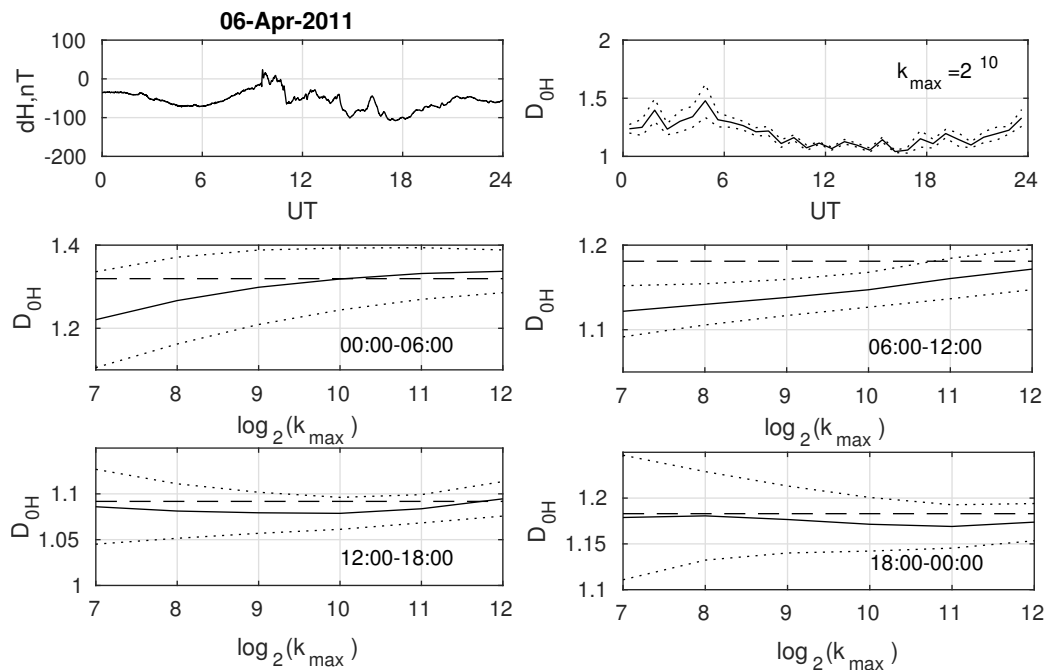 06-Apr-2011
100
0
-100
-200
dH,nT
0 6 12 18 24
UT
2
1.5
1
D0H
kmax =2 10
0 6 12 18 24
UT
1.4
1.2
D0H
00:00-06:00
7 8 9 10 11 12
log2(kmax )
1.2
1.1
D0H
06:00-12:00
7 8 9 10 11 12
log2(kmax )
1.1
1.05
1
D0H
12:00-18:00
7 8 9 10 11 12
log2(kmax )
1.2
1.15
1.1
D0H
18:00-00:00
7 8 9 10 11 12
log2(kmax )